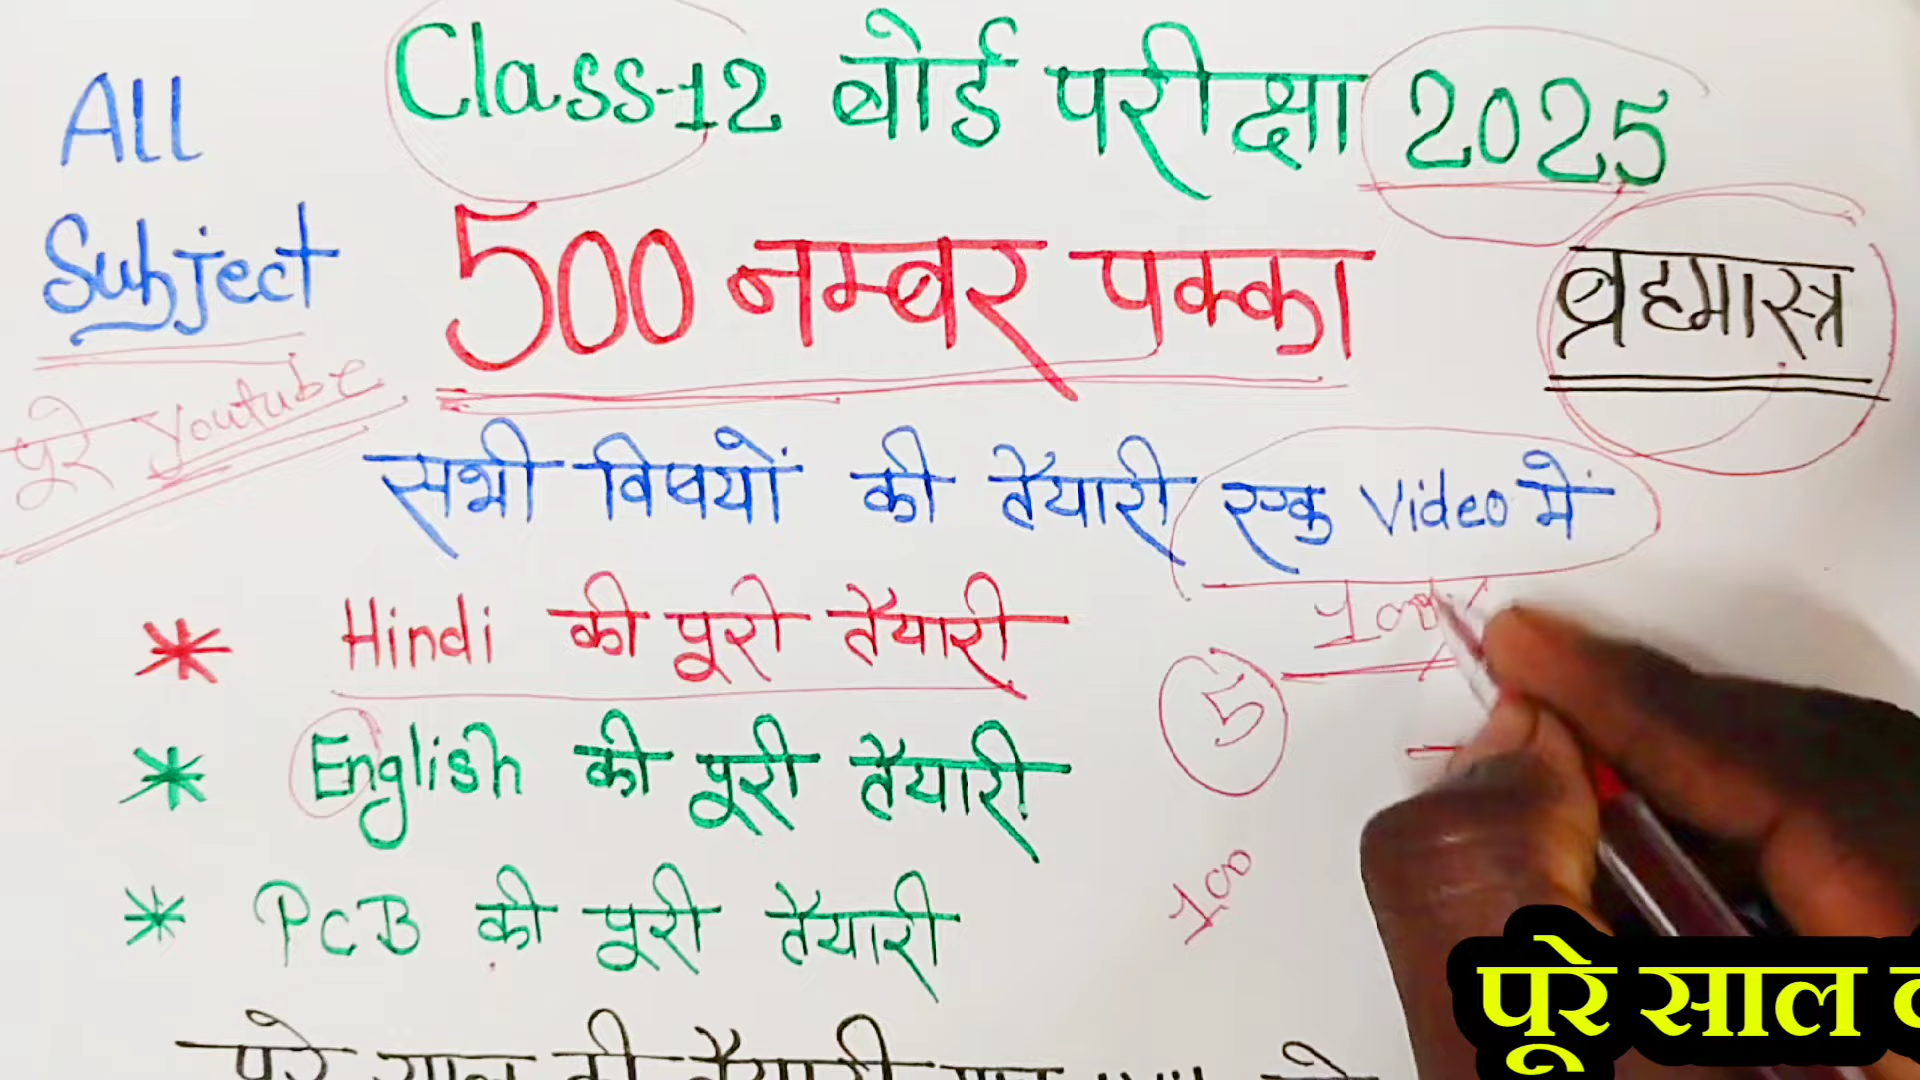 Class-12 बोर्ड परीक्षा 2025
All
Subject
500 नम्बर पक्का
ब्रह्मास्त्र
पूरे Youtube
सभी विषयों की तैयारी एक Video में
100%
* Hindi की पूरी तैयारी
5
* English की पूरी तैयारी
100
* PCB की पूरी तैयारी
पूरे साल की तैयारी
पूरे साल